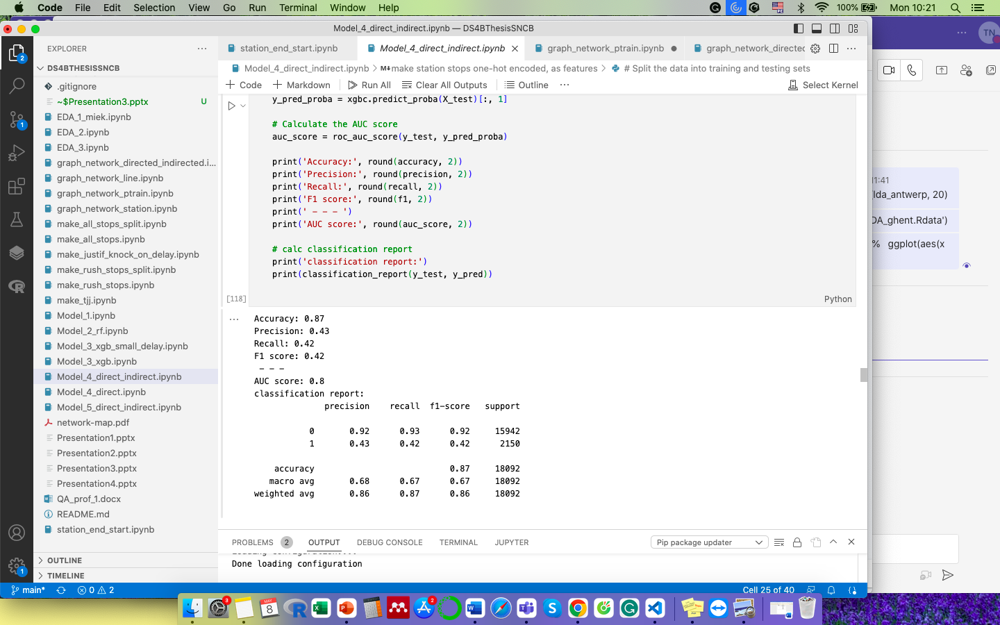 Code File Edit Selection View Go Run Terminal Window Help 100% Mon 10:21
Model_4_direct_indirect.ipynb — DS4BThesisSNCB
TN
EXPLORER
station_end_start.ipynb Model_4_direct_indirect.ipynb graph_network_ptrain.ipynb graph_network_directec
DS4BTHESISSNCB
Model_4_direct_indirect.ipynb > M↓make station stops one-hot encoded, as features > # Split the data into training and testing sets
+ Code + Markdown Run All Clear All Outputs Outline ··· Select Kernel
.gitignore
~$Presentation3.pptx U
EDA_1_miek.ipynb
EDA_2.ipynb
EDA_3.ipynb
graph_network_directed_indirected.i...
graph_network_line.ipynb
graph_network_ptrain.ipynb
graph_network_station.ipynb
make_all_stops_split.ipynb
make_all_stops.ipynb
make_justif_knock_on_delay.ipynb
make_rush_stops_split.ipynb
make_rush_stops.ipynb
make_tjj.ipynb
Model_1.ipynb
Model_2_rf.ipynb
Model_3_xgb_small_delay.ipynb
Model_3_xgb.ipynb
Model_4_direct_indirect.ipynb
Model_4_direct.ipynb
Model_5_direct_indirect.ipynb
network-map.pdf
Presentation1.pptx
Presentation2.pptx
Presentation3.pptx
Presentation4.pptx
QA_prof_1.docx
README.md
station_end_start.ipynb
OUTLINE
TIMELINE
y_pred_proba = xgbc.predict_proba(X_test)[:, 1]
# Calculate the AUC score
auc_score = roc_auc_score(y_test, y_pred_proba)
print('Accuracy:', round(accuracy, 2))
print('Precision:', round(precision, 2))
print('Recall:', round(recall, 2))
print('F1 score:', round(f1, 2))
print(' - - - ')
print('AUC score:', round(auc_score, 2))
# calc classification report
print('classification report:')
print(classification_report(y_test, y_pred))
[118] Python
Accuracy: 0.87
Precision: 0.43
Recall: 0.42
F1 score: 0.42
- - -
AUC score: 0.8
classification report:
precision recall f1-score support
0 0.92 0.93 0.92 15942
1 0.43 0.42 0.42 2150
accuracy 0.87 18092
macro avg 0.68 0.67 0.67 18092
weighted avg 0.86 0.87 0.86 18092
PROBLEMS 2 OUTPUT DEBUG CONSOLE TERMINAL JUPYTER Pip package updater
Done loading configuration
11:41
lda_antwerp, 20)
DA_ghent.Rdata')
% ggplot(aes(x
main* 0 2 Cell 25 of 40
2
1
1
3
MAY
8
2